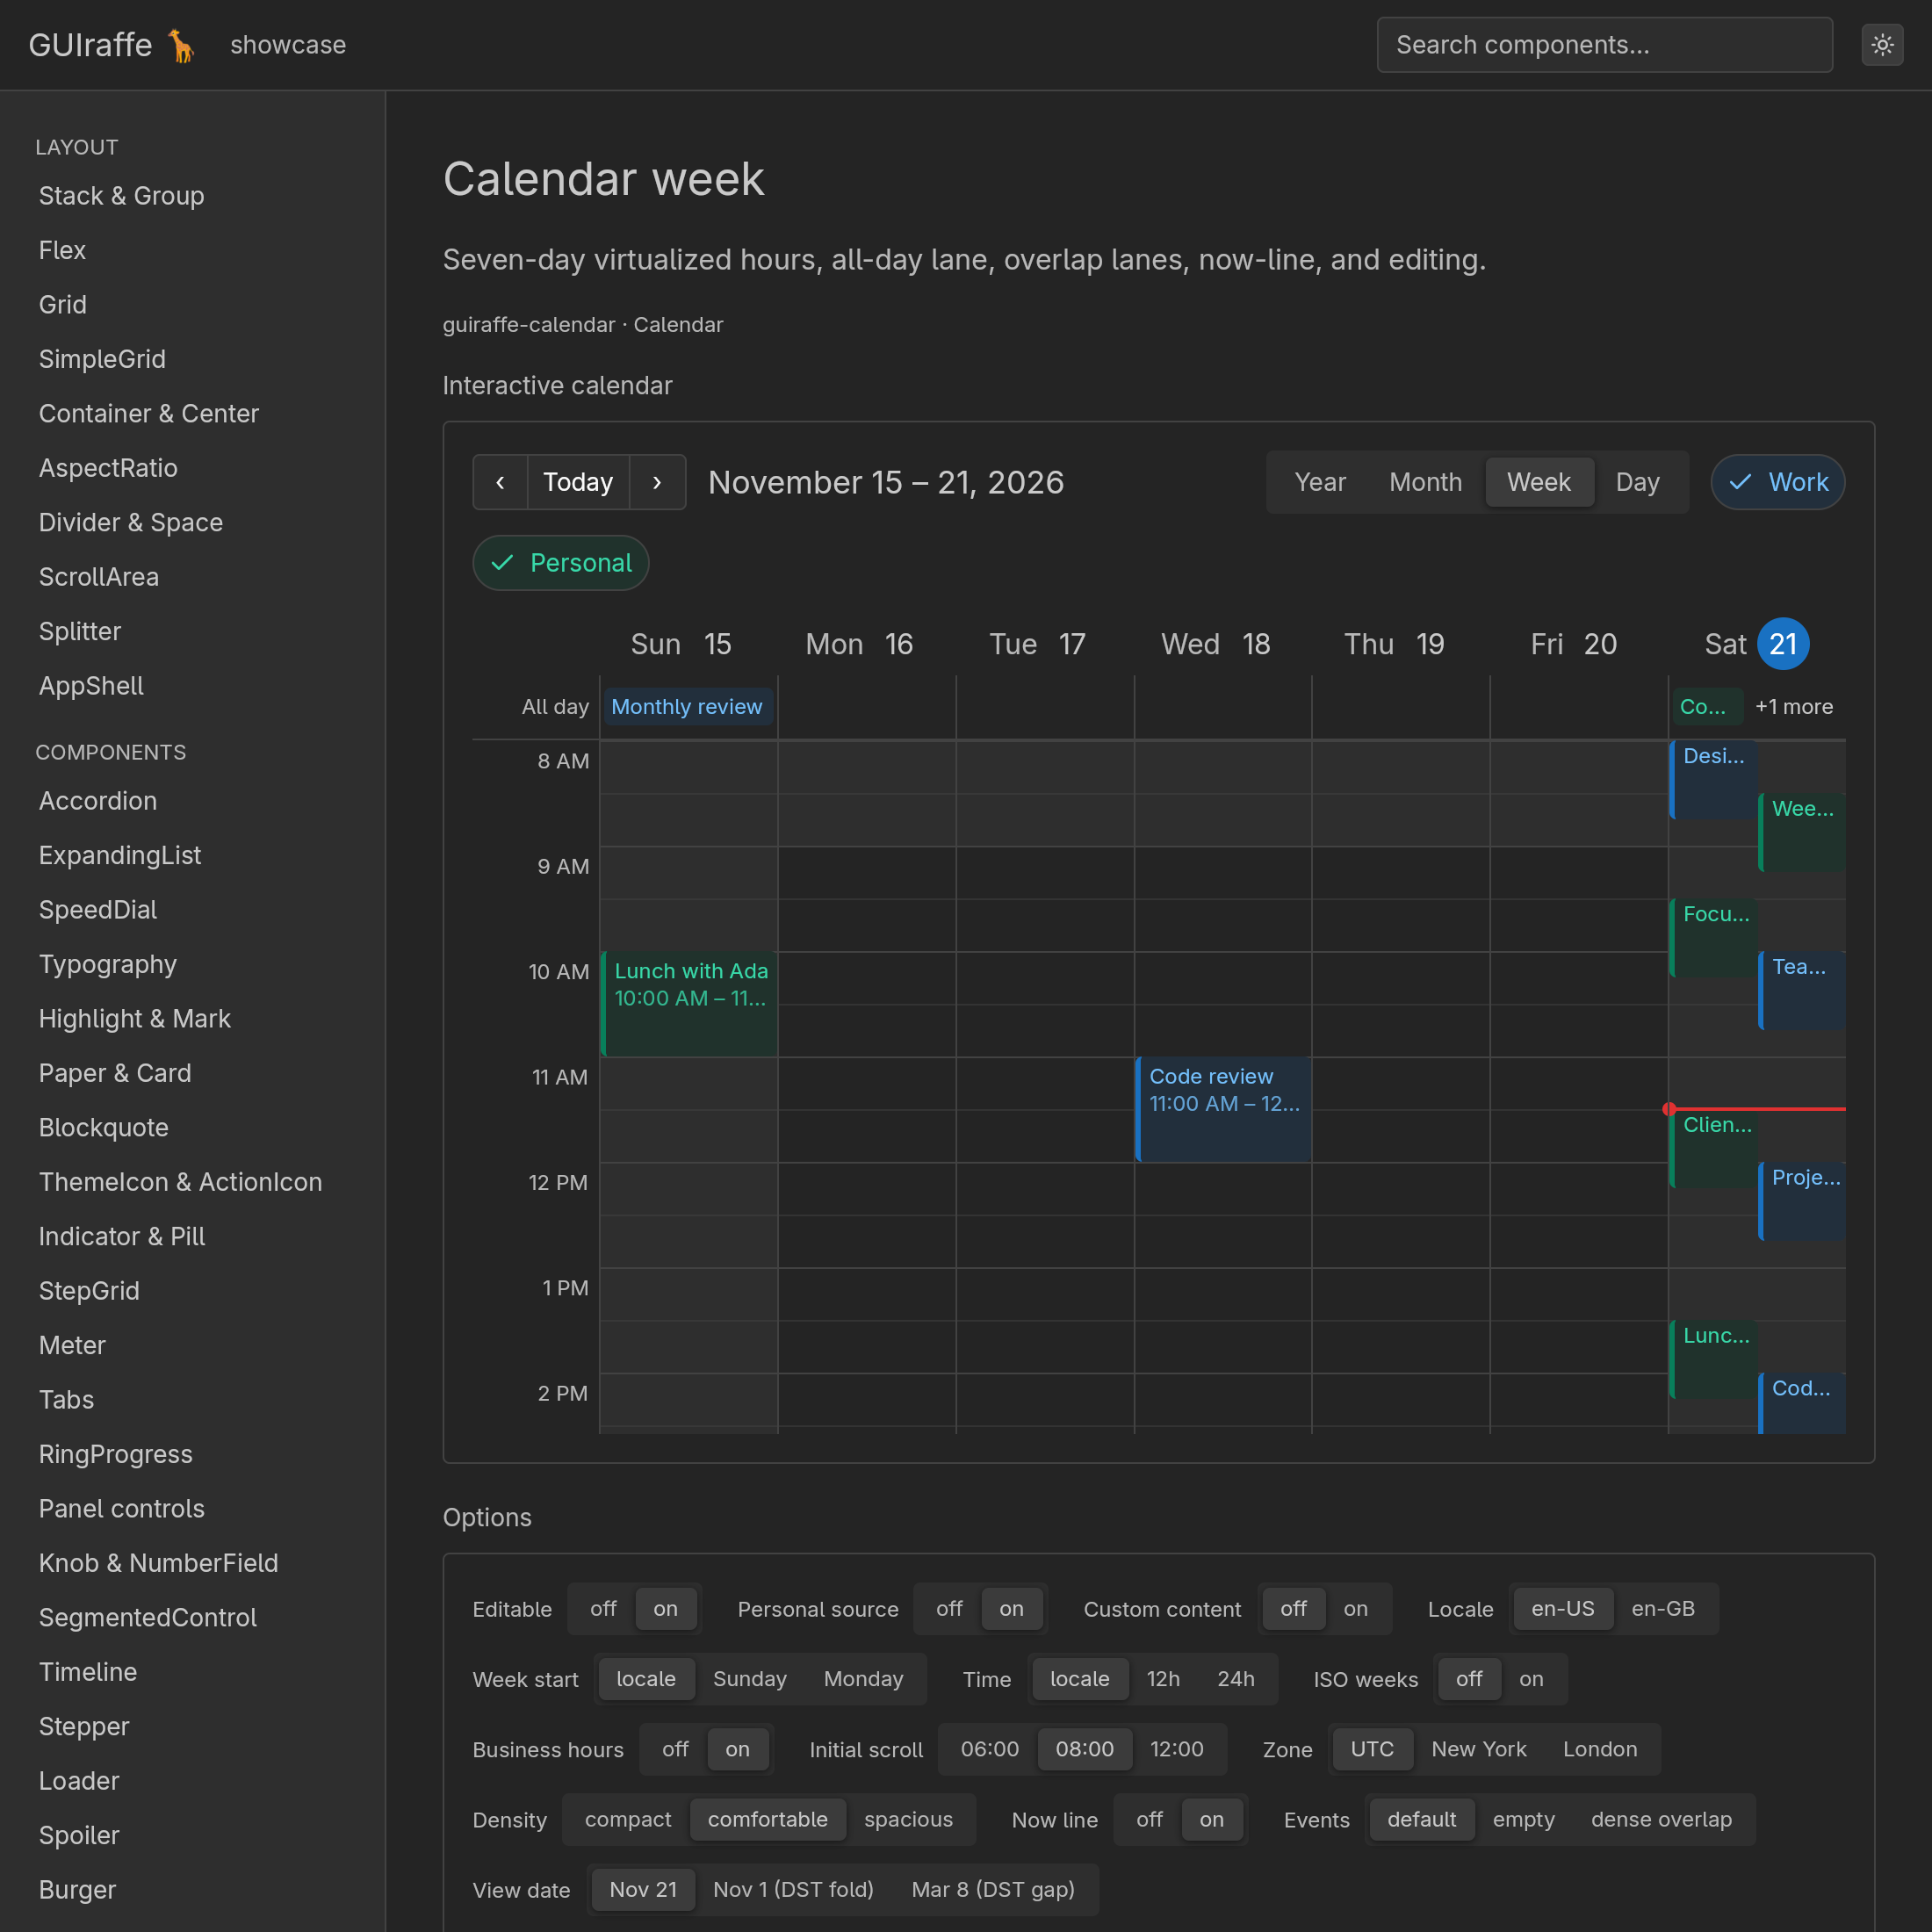 GUIraffe 🦒 showcase Search components...
LAYOUT
Stack & Group
Flex
Grid
SimpleGrid
Container & Center
AspectRatio
Divider & Space
ScrollArea
Splitter
AppShell
COMPONENTS
Accordion
ExpandingList
SpeedDial
Typography
Highlight & Mark
Paper & Card
Blockquote
ThemeIcon & ActionIcon
Indicator & Pill
StepGrid
Meter
Tabs
RingProgress
Panel controls
Knob & NumberField
SegmentedControl
Timeline
Stepper
Loader
Spoiler
Burger
Calendar week
Seven-day virtualized hours, all-day lane, overlap lanes, now-line, and editing.
guiraffe-calendar · Calendar
Interactive calendar
‹ Today › November 15 – 21, 2026 Year Month Week Day ✓ Work
✓ Personal
Sun 15 Mon 16 Tue 17 Wed 18 Thu 19 Fri 20 Sat 21
All day Monthly review Co... +1 more
8 AM Desi...
Wee...
9 AM
Focu...
10 AM Lunch with Ada Tea...
10:00 AM – 11...
11 AM Code review
11:00 AM – 12...
Clien...
12 PM Proje...
1 PM
Lunc...
2 PM Cod...
Options
Editable off on Personal source off on Custom content off on Locale en-US en-GB
Week start locale Sunday Monday Time locale 12h 24h ISO weeks off on
Business hours off on Initial scroll 06:00 08:00 12:00 Zone UTC New York London
Density compact comfortable spacious Now line off on Events default empty dense overlap
View date Nov 21 Nov 1 (DST fold) Mar 8 (DST gap)